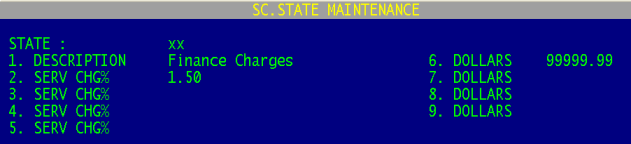 SC.STATE MAINTENANCE
STATE : xx
1. DESCRIPTION Finance Charges 6. DOLLARS 99999.99
2. SERV CHG% 1.50 7. DOLLARS
3. SERV CHG% 8. DOLLARS
4. SERV CHG% 9. DOLLARS
5. SERV CHG%